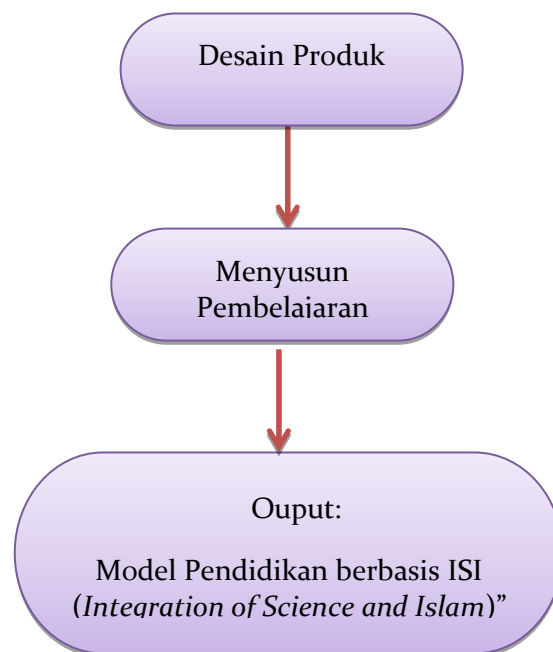 Desain Produk
Menyusun
Pembelajaran
Ouput:
Model Pendidikan berbasis ISI
(Integration of Science and Islam)”